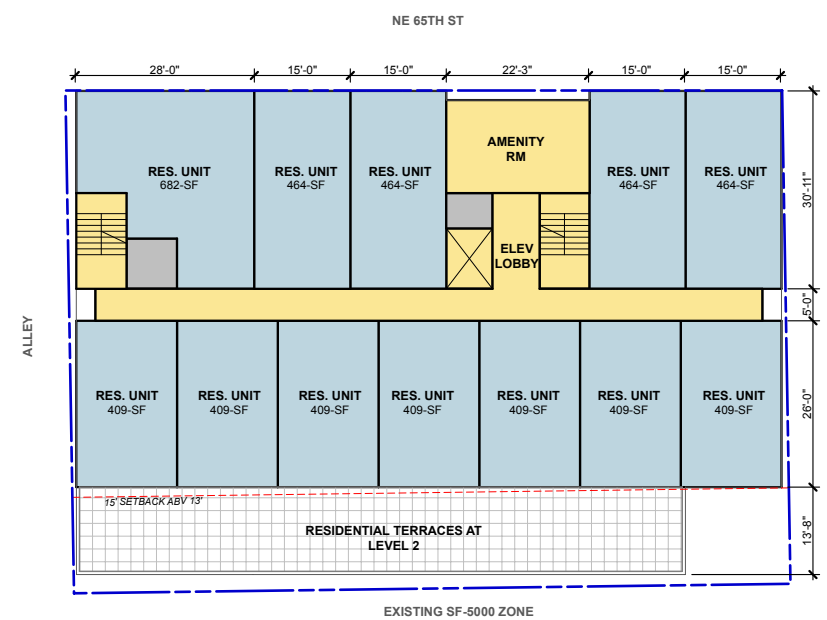 NE 65TH ST
28'-0"
15'-0"
15'-0"
22'-3"
15'-0"
15'-0"
AMENITY
RM
RES. UNIT
682-SF
RES. UNIT
464-SF
RES. UNIT
464-SF
RES. UNIT
464-SF
RES. UNIT
464-SF
30'-11"
ELEV
LOBBY
5'-0"
ALLEY
RES. UNIT
409-SF
RES. UNIT
409-SF
RES. UNIT
409-SF
RES. UNIT
409-SF
RES. UNIT
409-SF
RES. UNIT
409-SF
RES. UNIT
409-SF
26'-0"
15' SETBACK ABV 13'
RESIDENTIAL TERRACES AT
LEVEL 2
13'-8"
EXISTING SF-5000 ZONE